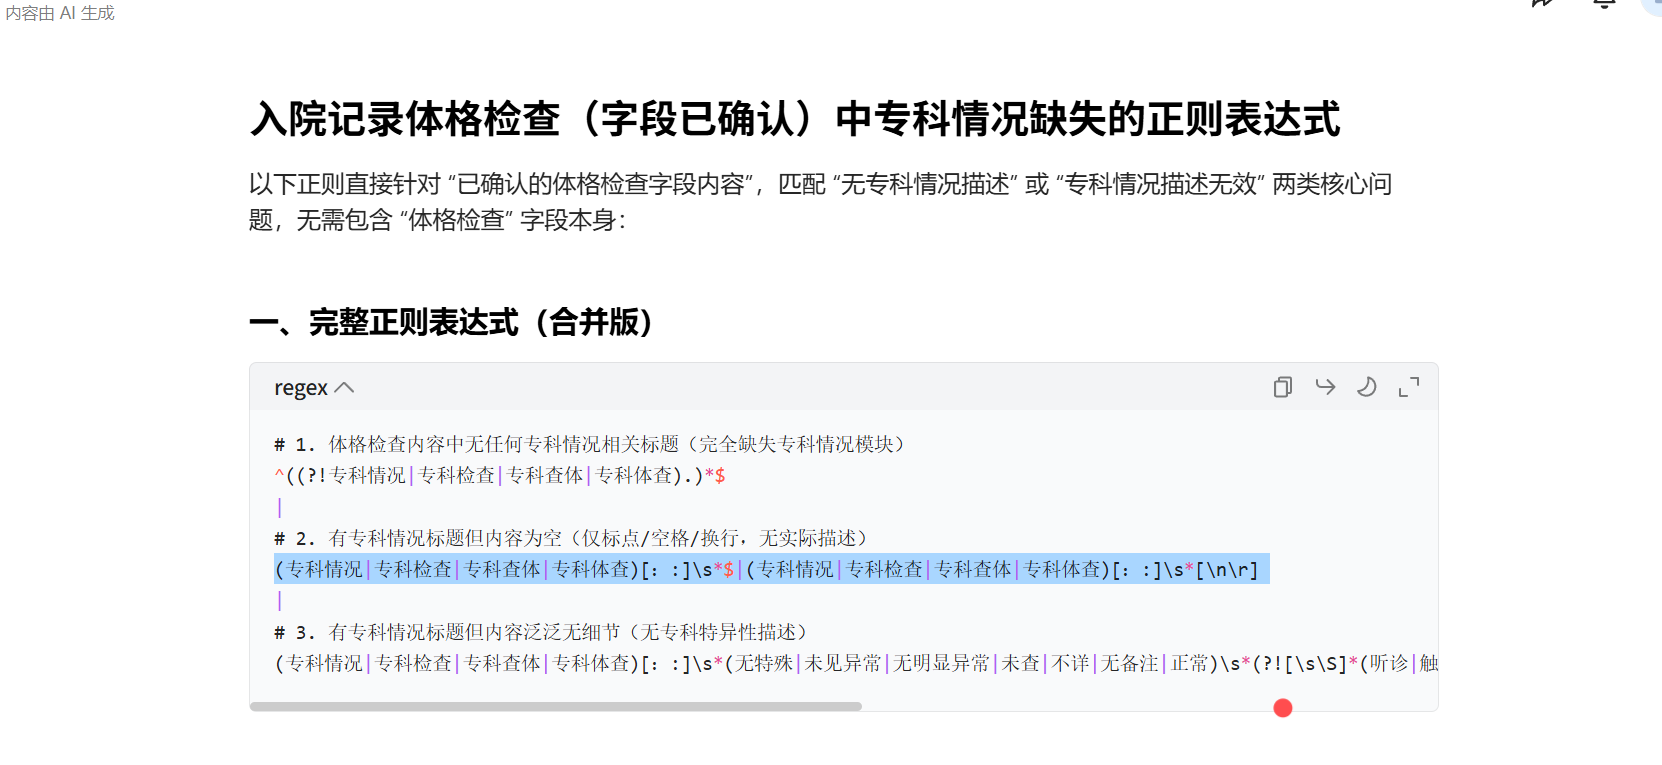 内容由 AI 生成
入院记录体格检查（字段已确认）中专科情况缺失的正则表达式
以下正则直接针对 “已确认的体格检查字段内容”，匹配 “无专科情况描述” 或 “专科情况描述无效” 两类核心问
题，无需包含 “体格检查” 字段本身：
一、完整正则表达式（合并版）
regex
# 1. 体格检查内容中无任何专科情况相关标题（完全缺失专科情况模块）
^((?!专科情况|专科检查|专科查体|专科体查).)*$
|
# 2. 有专科情况标题但内容为空（仅标点/空格/换行，无实际描述）
(专科情况|专科检查|专科查体|专科体查)[：:]\s*$|(专科情况|专科检查|专科查体|专科体查)[：:]\s*[\n\r]
|
# 3. 有专科情况标题但内容泛泛无细节（无专科特异性描述）
(专科情况|专科检查|专科查体|专科体查)[：:]\s*(无特殊|未见异常|无明显异常|未查|不详|无备注|正常)\s*(?![\s\S]*(听诊|触